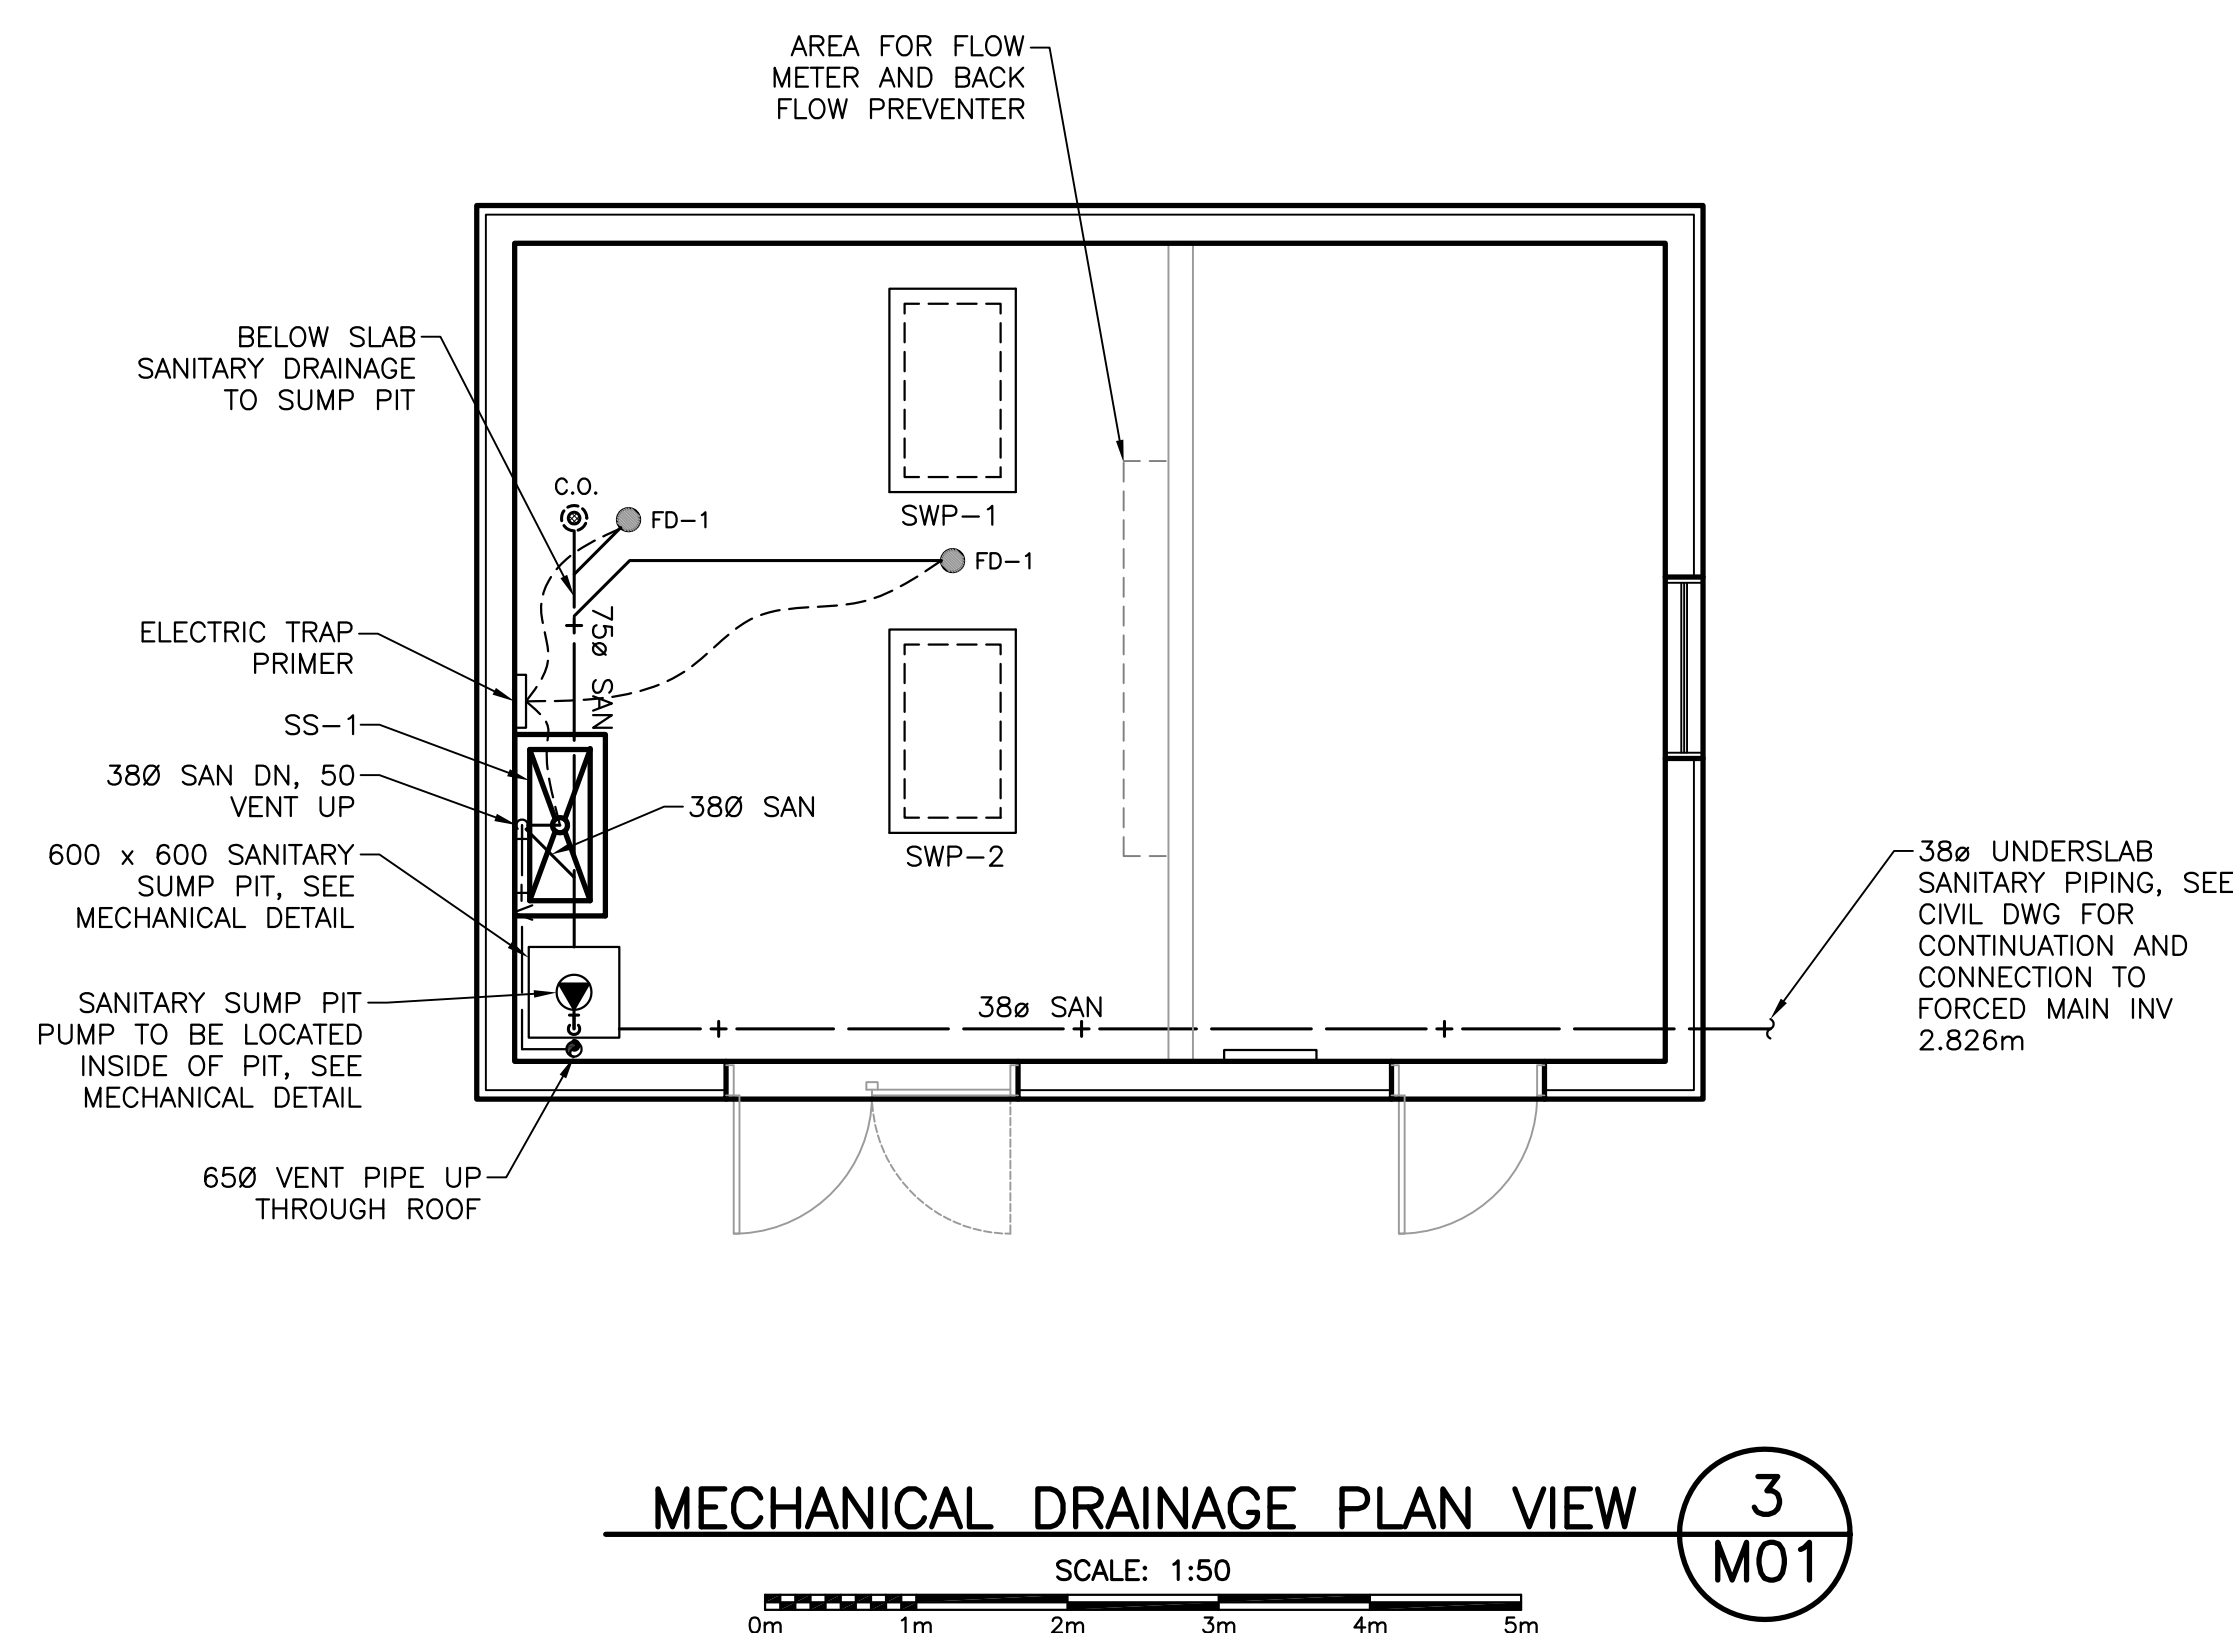 AREA FOR FLOW
METER AND BACK
FLOW PREVENTER
BELOW SLAB
SANITARY DRAINAGE
TO SUMP PIT
C.O.
FD-1
SWP-1
FD-1
75ø SAN
ELECTRIC TRAP
PRIMER
SS-1
38Ø SAN DN, 50
VENT UP
38Ø SAN
600 x 600 SANITARY
SUMP PIT, SEE
MECHANICAL DETAIL
SWP-2
38ø UNDERSLAB
SANITARY PIPING, SEE
CIVIL DWG FOR
CONTINUATION AND
CONNECTION TO
FORCED MAIN INV
2.826m
SANITARY SUMP PIT
PUMP TO BE LOCATED
INSIDE OF PIT, SEE
MECHANICAL DETAIL
38ø SAN
65Ø VENT PIPE UP
THROUGH ROOF
MECHANICAL DRAINAGE PLAN VIEW
3
M01
SCALE: 1:50
0m 1m 2m 3m 4m 5m